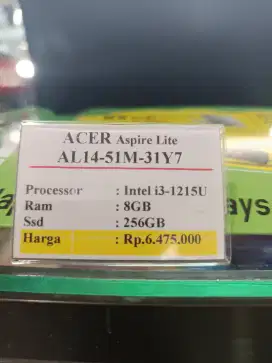 ACER Aspire Lite
AL14-51M-31Y7
Processor : Intel i3-1215U
Ram : 8GB
Ssd : 256GB
Harga : Rp.6.475.000
ays